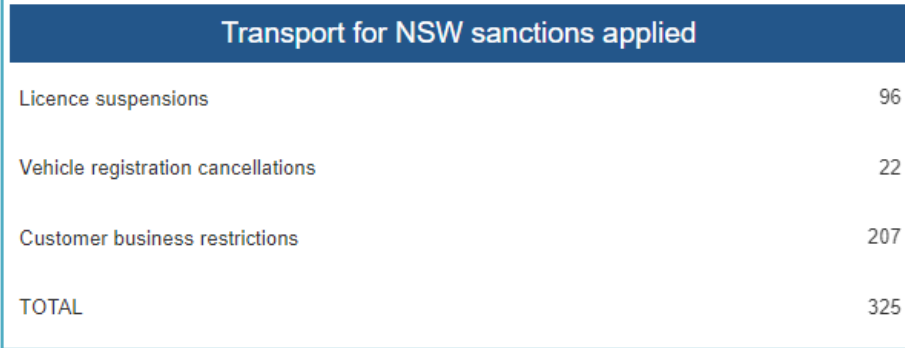 Transport for NSW sanctions applied
Licence suspensions 96
Vehicle registration cancellations 22
Customer business restrictions 207
TOTAL 325